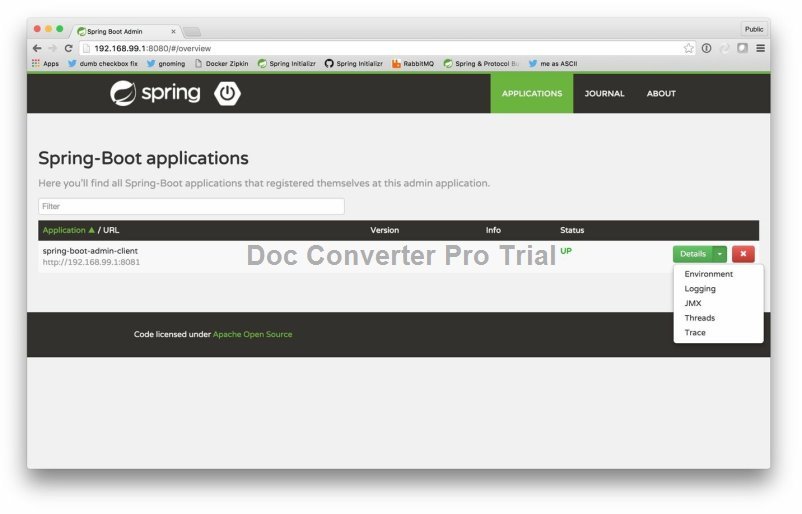 Spring Boot Admin
Public
192.168.99.1:8080/#/overview
Apps dumb checkbox fix gnoming Docker Zipkin Spring Initializr Spring Initializr RabbitMQ Spring & Protocol Bu me as ASCII
spring
APPLICATIONS JOURNAL ABOUT
Spring-Boot applications
Here you'll find all Spring-Boot applications that registered themselves at this admin application.
Filter
Application ▲ / URL Version Info Status
spring-boot-admin-client
http://192.168.99.1:8081
Doc Converter Pro Trial
UP
Details
Environment
Logging
JMX
Threads
Trace
Code licensed under Apache Open Source